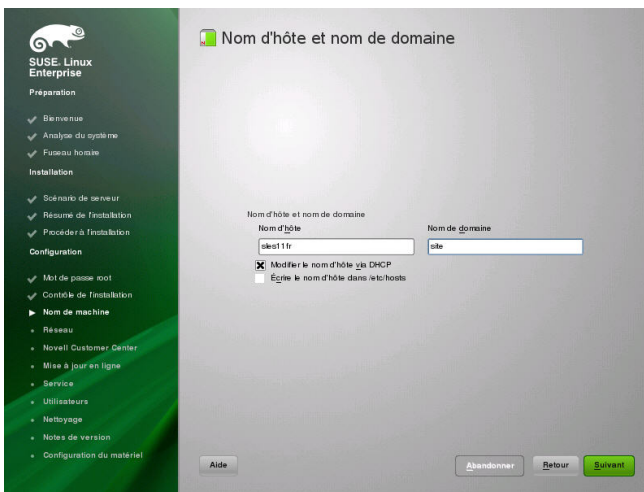 SUSE. Linux
Enterprise
Préparation
Bienvenue
Analyse du système
Fuseau horaire
Installation
Scénario de serveur
Résumé de l'installation
Procéder à l'installation
Configuration
Mot de passe root
Contrôle de l'installation
Nom de machine
Réseau
Novell Customer Center
Mise à jour en ligne
Service
Utilisateurs
Nettoyage
Notes de version
Configuration du matériel
Nom d'hôte et nom de domaine
Nom d'hôte et nom de domaine
Nom d'hôte
Nom de domaine
sles11fr
site
Modifier le nom d'hôte via DHCP
Écrire le nom d'hôte dans /etc/hosts
Aide
Abandonner
Retour
Suivant